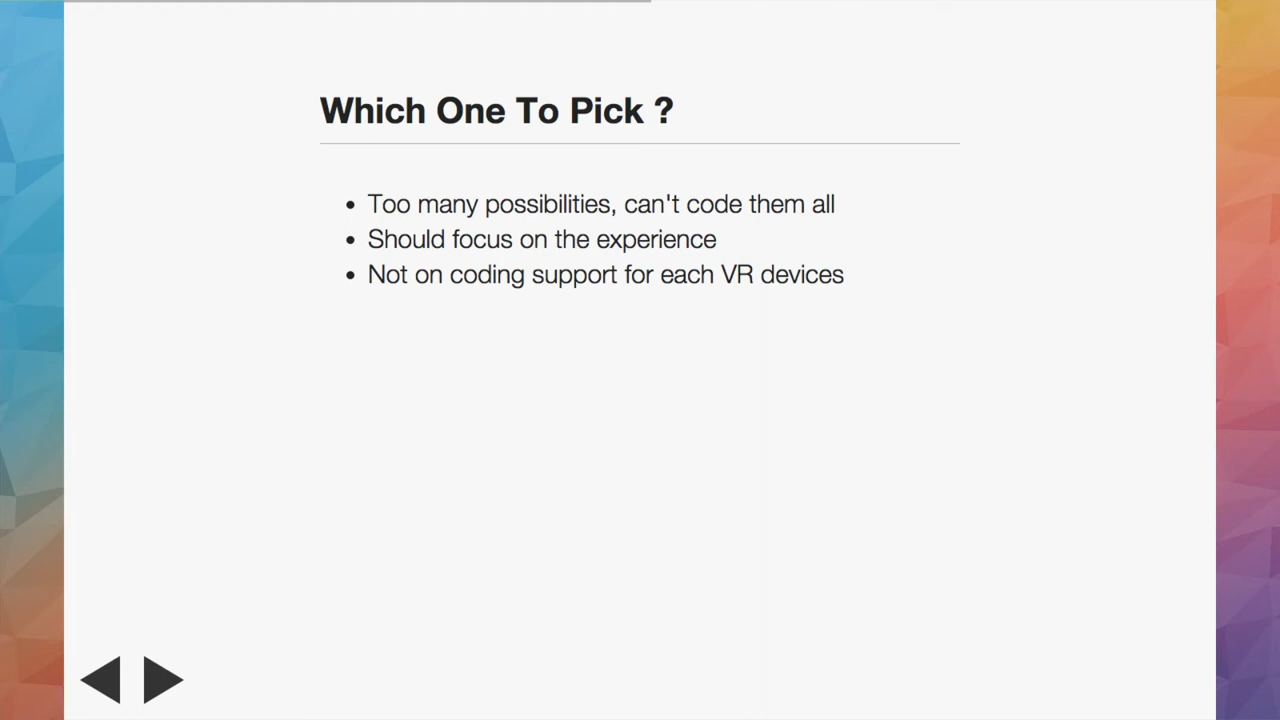 Which One To Pick ?
Too many possibilities, can't code them all
Should focus on the experience
Not on coding support for each VR devices